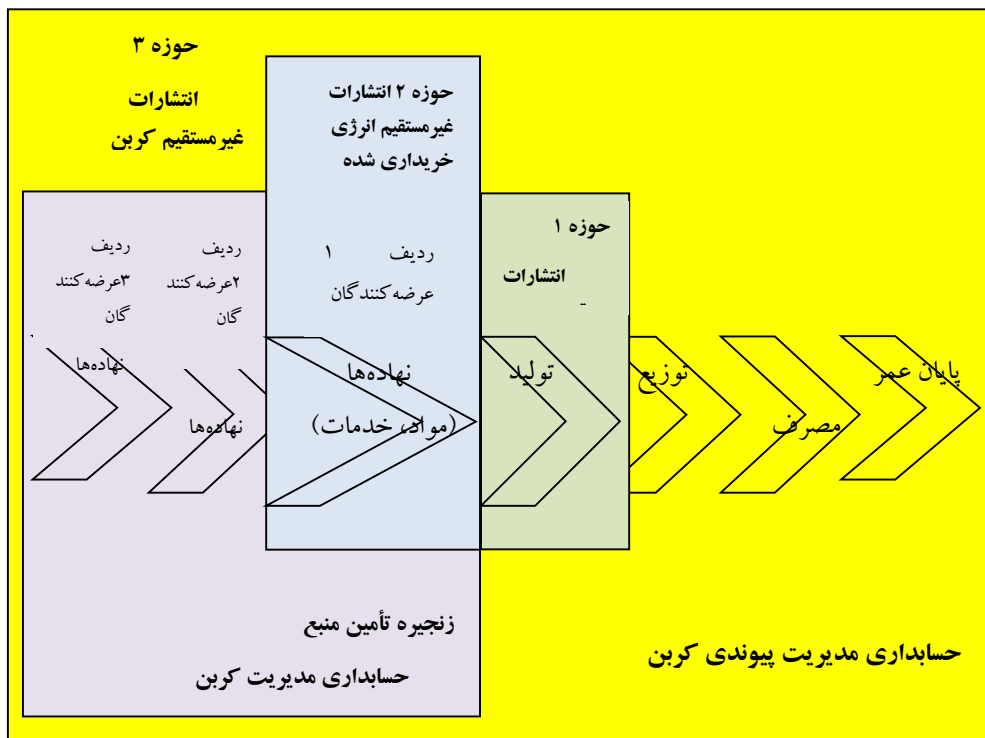 حوزه ۳
انتشارات
غیرمستقیم کربن
حوزه ۲ انتشارات
غیرمستقیم انرژی
خریداری شده
حوزه ۱
انتشارات
ردیف ۱
عرضه‌کنندگان
ردیف
۲عرضه‌کنند
گان
ردیف
۳عرضه‌کنند
گان
نهاده‌ها
نهاده‌ها
نهاده‌ها
(مواد، خدمات)
تولید
توزیع
مصرف
پایان عمر
زنجیره تأمین منبع
حسابداری مدیریت کربن
حسابداری مدیریت پیوندی کربن